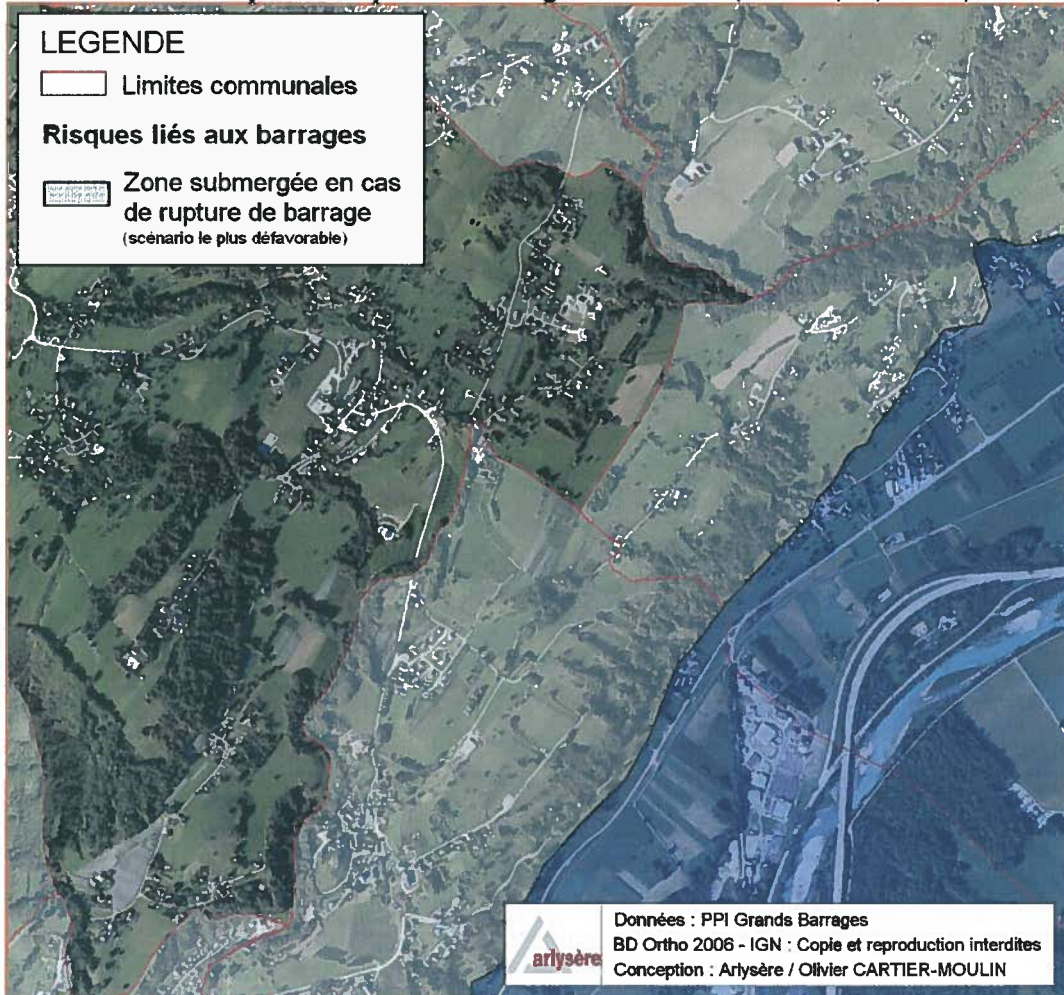 LEGENDE
Limites communales
Risques liés aux barrages
Zone submergée en cas
de rupture de barrage
(scénario le plus défavorable)
arlysère
Données : PPI Grands Barrages
BD Ortho 2006 - IGN : Copie et reproduction interdites
Conception : Arlysère / Olivier CARTIER-MOULIN